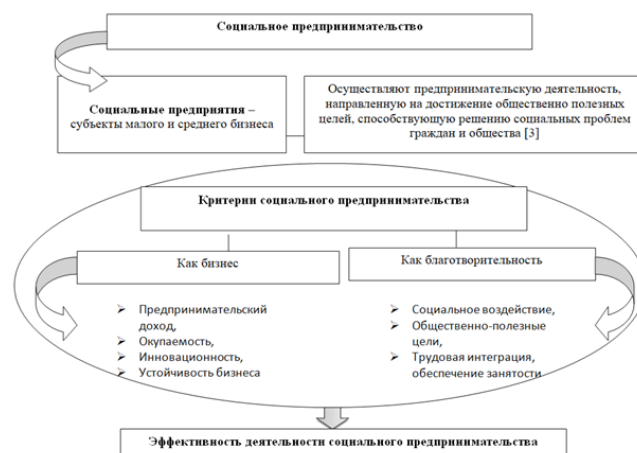 Социальное предпринимательство
Социальные предприятия –
субъекты малого и среднего бизнеса
Осуществляют предпринимательскую деятельность,
направленную на достижение общественно полезных
целей, способствующую решению социальных проблем
граждан и общества [3]
Критерии социального предпринимательства
Как бизнес
Как благотворительность
Предпринимательский
доход,
Окупаемость,
Инновационность,
Устойчивость бизнеса
Социальное воздействие,
Общественно-полезные
цели,
Трудовая интеграция,
обеспечение занятости
Эффективность деятельности социального предпринимательства